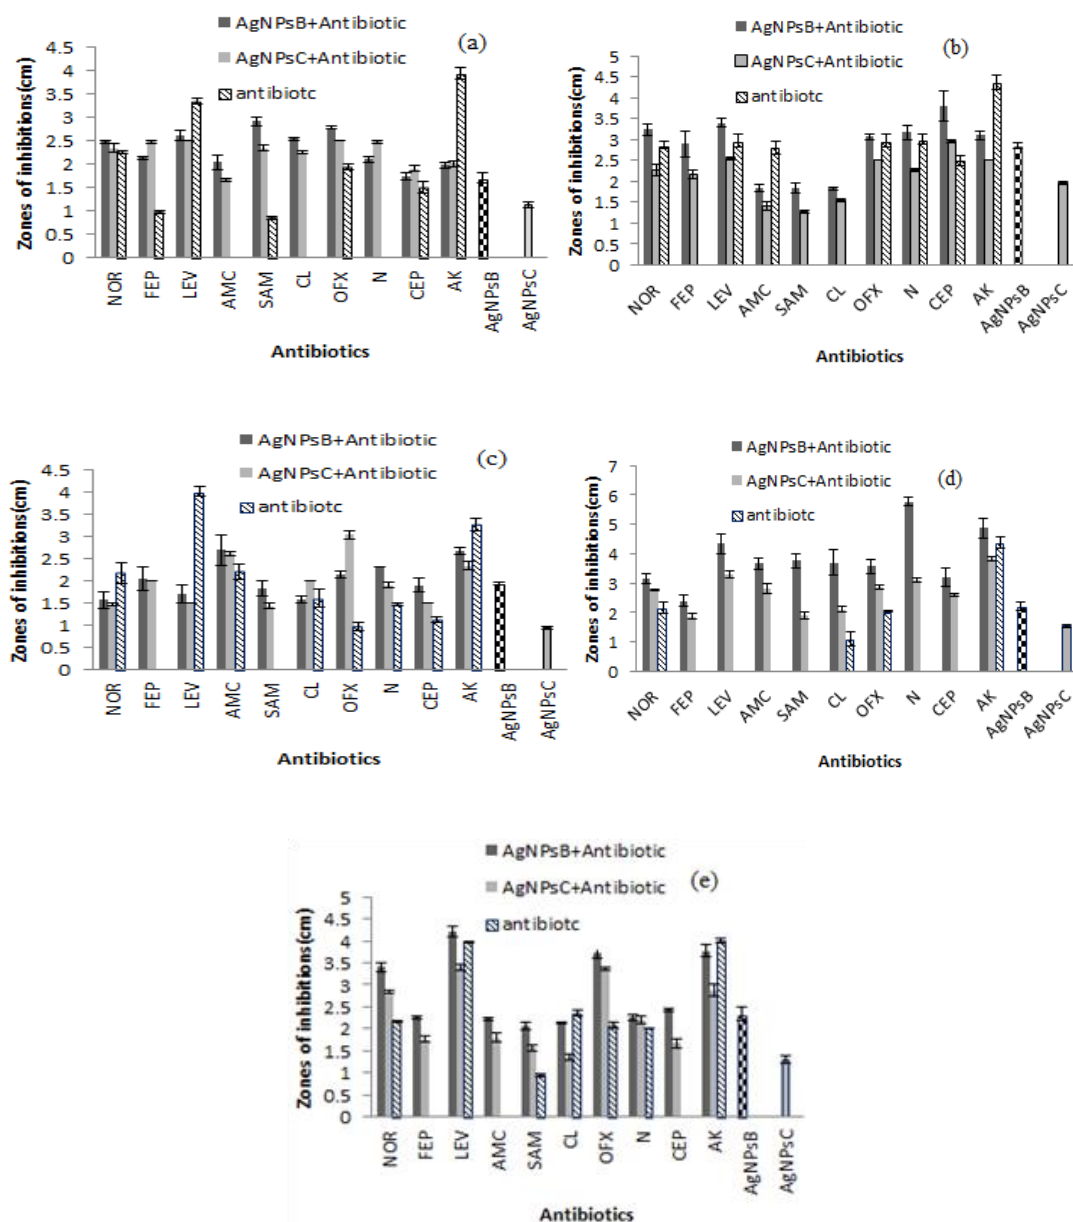 AgNPsB+Antibiotic
(a)
AgNPsC+Antibiotic
antibiotc
Zones of inhibitions(cm)
4.5
4
3.5
3
2.5
2
1.5
1
0.5
0
NOR
FEP
LEV
AMC
SAM
CL
OFX
N
CEP
AK
AgNPsB
AgNPsC
Antibiotics
AgNPsB+Antibiotic
(b)
AgNPsC+Antibiotic
antibiotc
Zones of inhibitions(cm)
5
4.5
4
3.5
3
2.5
2
1.5
1
0.5
0
NOR
FEP
LEV
AMC
SAM
CL
OFX
N
CEP
AK
AgNPsB
AgNPsC
Antibiotics
AgNPsB+Antibiotic
(c)
AgNPsC+Antibiotic
antibiotc
Zones of inhibitions(cm)
4.5
4
3.5
3
2.5
2
1.5
1
0.5
0
NOR
FEP
LEV
AMC
SAM
CL
OFX
N
CEP
AK
AgNPsB
AgNPsC
Antibiotics
AgNPsB+Antibiotic
(d)
AgNPsC+Antibiotic
antibiotc
Zones of inhibitions(cm)
7
6
5
4
3
2
1
0
NOR
FEP
LEV
AMC
SAM
CL
OFX
N
CEP
AK
AgNPsB
AgNPsC
Antibiotics
AgNPsB+Antibiotic
(e)
AgNPsC+Antibiotic
antibiotc
Zones of inhibitions(cm)
5
4.5
4
3.5
3
2.5
2
1.5
1
0.5
0
NOR
FEP
LEV
AMC
SAM
CL
OFX
N
CEP
AK
AgNPsB
AgNPsC
Antibiotics